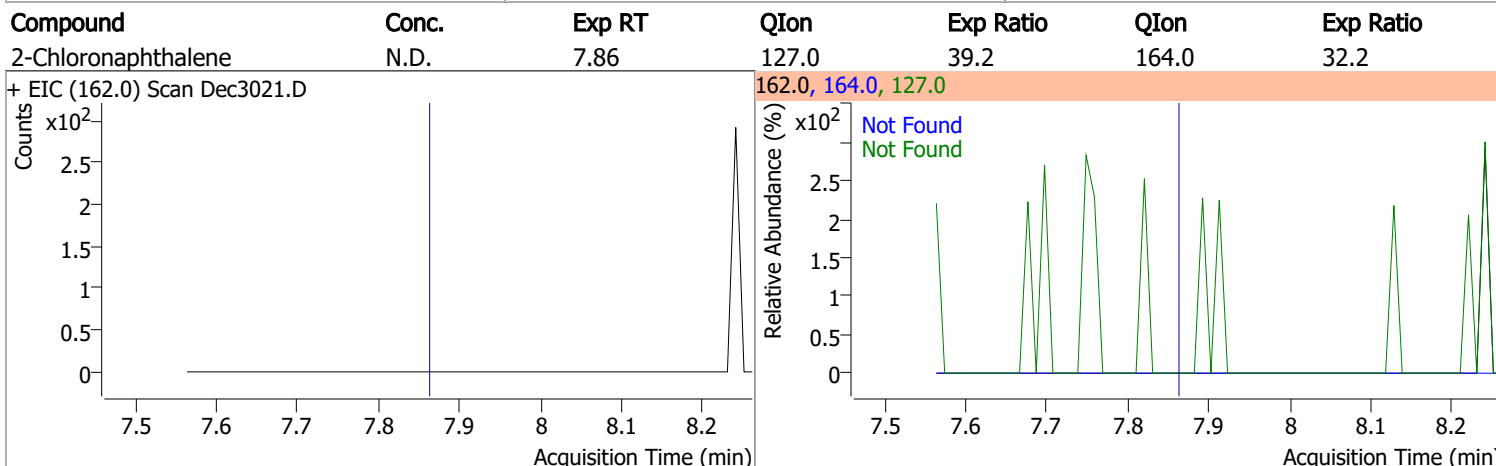 Compound Conc. Exp RT QIon Exp Ratio QIon Exp Ratio
2-Chloronaphthalene N.D. 7.86 127.0 39.2 164.0 32.2
+ EIC (162.0) Scan Dec3021.D
162.0, 164.0, 127.0
Counts
x10²
2.5
2
1.5
1
0.5
0
7.5 7.6 7.7 7.8 7.9 8 8.1 8.2
Acquisition Time (min)
Relative Abundance (%)
x10²
Not Found
Not Found
2.5
2
1.5
1
0.5
0
7.5 7.6 7.7 7.8 7.9 8 8.1 8.2
Acquisition Time (min)